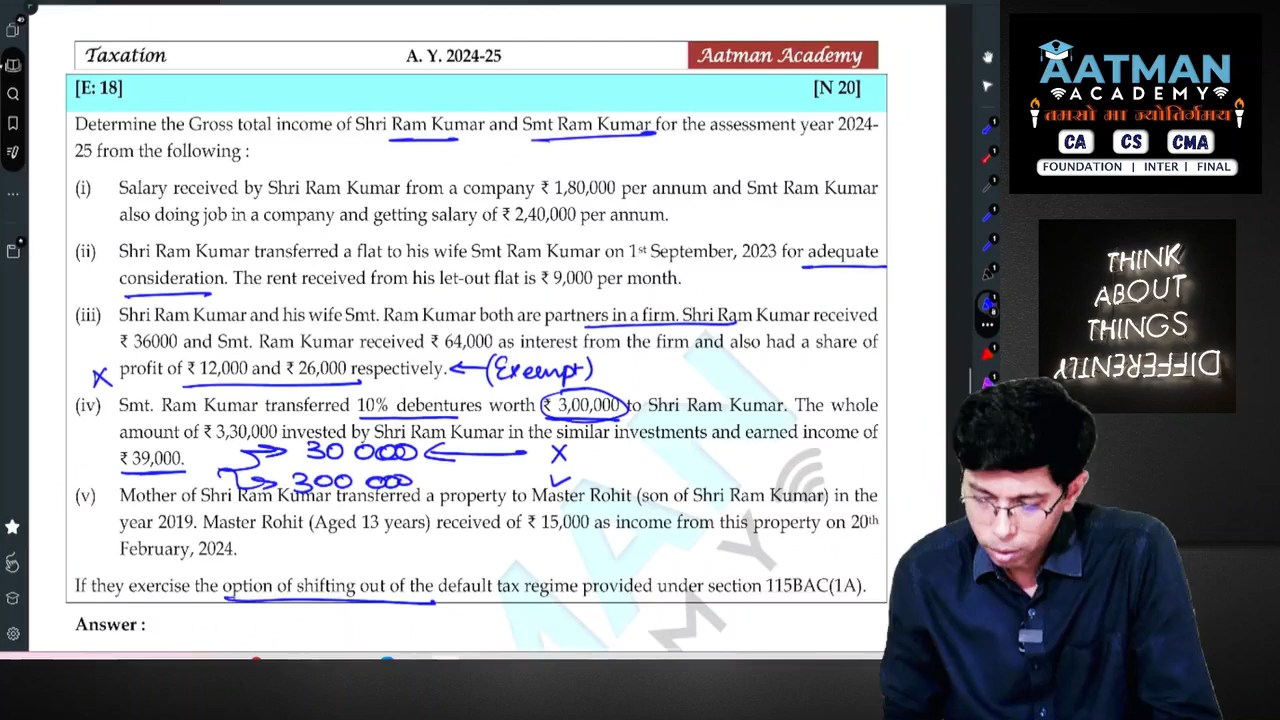 Taxation A. Y. 2024-25 Aatman Academy
[E: 18] [N 20]
Determine the Gross total income of Shri Ram Kumar and Smt Ram Kumar for the assessment year 2024-
25 from the following :
(i) Salary received by Shri Ram Kumar from a company ₹ 1,80,000 per annum and Smt Ram Kumar
also doing job in a company and getting salary of ₹ 2,40,000 per annum.
(ii) Shri Ram Kumar transferred a flat to his wife Smt Ram Kumar on 1st September, 2023 for adequate
consideration. The rent received from his let-out flat is ₹ 9,000 per month.
(iii) Shri Ram Kumar and his wife Smt. Ram Kumar both are partners in a firm. Shri Ram Kumar received
₹ 36000 and Smt. Ram Kumar received ₹ 64,000 as interest from the firm and also had a share of
profit of ₹ 12,000 and ₹ 26,000 respectively. (Exempt)
(iv) Smt. Ram Kumar transferred 10% debentures worth ₹ 3,00,000 to Shri Ram Kumar. The whole
amount of ₹ 3,30,000 invested by Shri Ram Kumar in the similar investments and earned income of
₹ 39,000. 30 000
300 000
(v) Mother of Shri Ram Kumar transferred a property to Master Rohit (son of Shri Ram Kumar) in the
year 2019. Master Rohit (Aged 13 years) received of ₹ 15,000 as income from this property on 20th
February, 2024.
If they exercise the option of shifting out of the default tax regime provided under section 115BAC(1A).
Answer :
AATMAN
ACADEMY
तमसो मा ज्योतिर्गमय
CA CS CMA
FOUNDATION | INTER | FINAL
THINK
ABOUT
THINGS
DIFFERENTLY